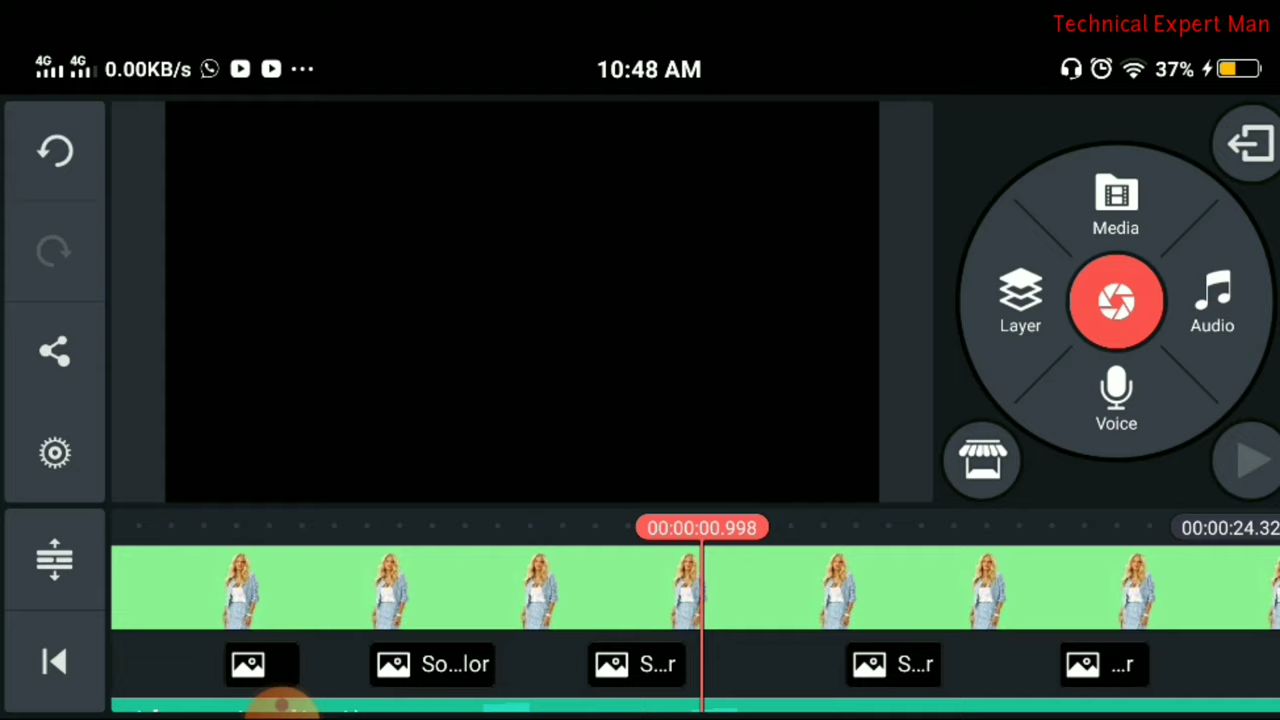 Technical Expert Man
4G 4G 0.00KB/s 10:48 AM 37%
Media
Layer
Audio
Voice
00:00:00.998
00:00:24.32
So...lor
S...r
S...r
...r